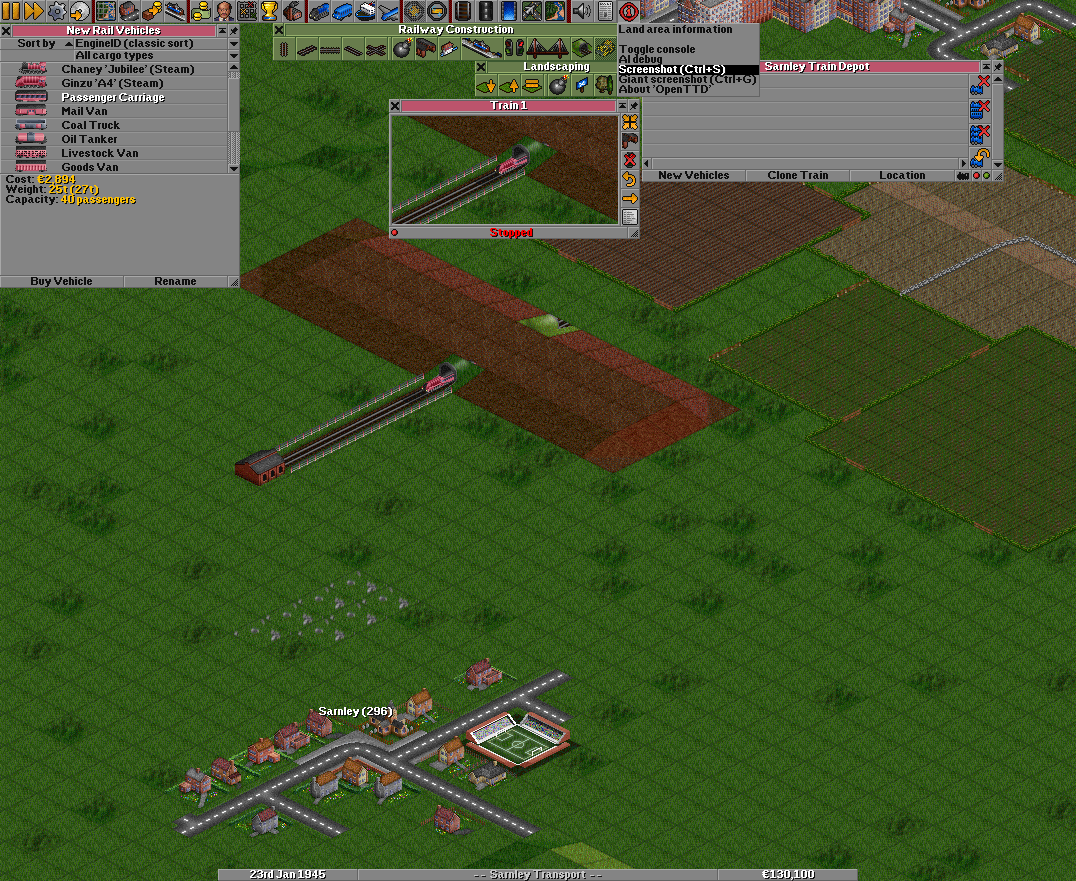 New Rail Vehicles
Sort by
EngineID (classic sort)
All cargo types
Chaney 'Jubilee' (Steam)
Ginzu 'A4' (Steam)
Passenger Carriage
Mail Van
Coal Truck
Oil Tanker
Livestock Van
Goods Van
Cost: €2,894
Weight: 25t (27t)
Capacity: 40 passengers
Buy Vehicle
Rename
Railway Construction
Landscaping
Train 1
Stopped
Land area information
Toggle console
AI debug
Screenshot (Ctrl+S)
Giant screenshot (Ctrl+G)
About 'OpenTTD'
Sarnley Train Depot
New Vehicles
Clone Train
Location
Sarnley (296)
23rd Jan 1945
-- Sarnley Transport --
€130,100